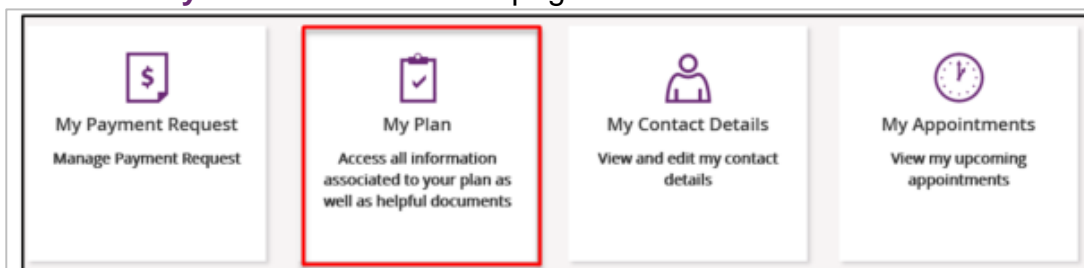 $
My Payment Request
Manage Payment Request
My Plan
Access all information
associated to your plan as
well as helpful documents
My Contact Details
View and edit my contact
details
My Appointments
View my upcoming
appointments